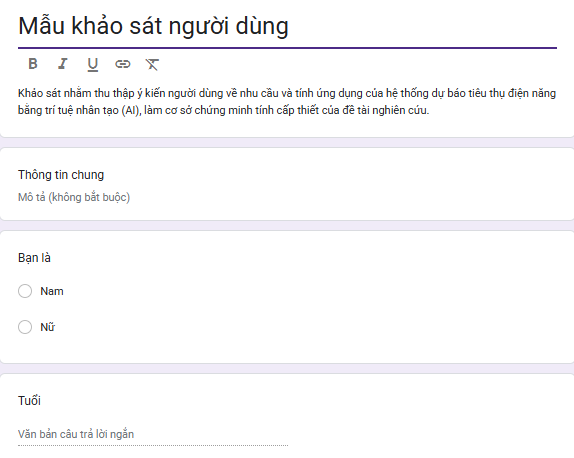 Mẫu khảo sát người dùng
B I U
Khảo sát nhằm thu thập ý kiến người dùng về nhu cầu và tính ứng dụng của hệ thống dự báo tiêu thụ điện năng
bằng trí tuệ nhân tạo (AI), làm cơ sở chứng minh tính cấp thiết của đề tài nghiên cứu.
Thông tin chung
Mô tả (không bắt buộc)
Bạn là
Nam
Nữ
Tuổi
Văn bản câu trả lời ngắn